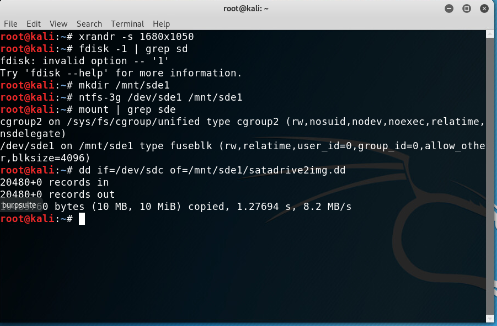 root@kali: ~
File Edit View Search Terminal Help
root@kali:~# xrandr -s 1680x1050
root@kali:~# fdisk -1 | grep sd
fdisk: invalid option -- '1'
Try 'fdisk --help' for more information.
root@kali:~# mkdir /mnt/sde1
root@kali:~# ntfs-3g /dev/sde1 /mnt/sde1
root@kali:~# mount | grep sde
cgroup2 on /sys/fs/cgroup/unified type cgroup2 (rw,nosuid,nodev,noexec,relatime,
nsdelegate)
/dev/sde1 on /mnt/sde1 type fuseblk (rw,relatime,user_id=0,group_id=0,allow_othe
r,blksize=4096)
root@kali:~# dd if=/dev/sdc of=/mnt/sde1/satadrive2img.dd
20480+0 records in
20480+0 records out
burpsuite 0 bytes (10 MB, 10 MiB) copied, 1.27694 s, 8.2 MB/s
root@kali:~#